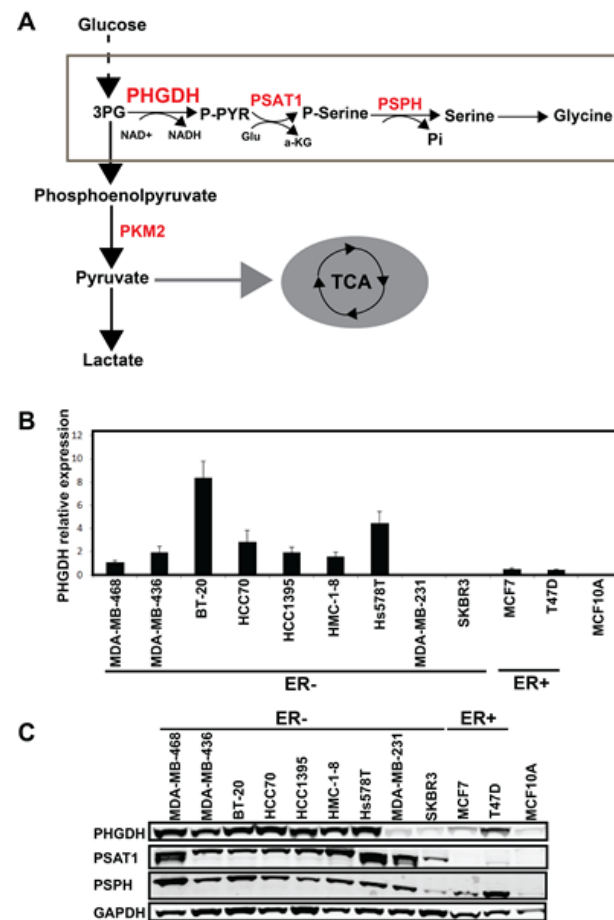 A
Glucose
PHGDH PSAT1 PSPH
3PG P-PYR P-Serine Serine Glycine
NAD+ NADH Glu a-KG Pi
Phosphoenolpyruvate
PKM2
Pyruvate TCA
Lactate
B
PHGDH relative expression
12
10
8
6
4
2
0
MDA-MB-468
MDA-MB-436
BT-20
HCC70
HCC1395
HMC-1-8
Hs578T
MDA-MB-231
SKBR3
MCF7
T47D
MCF10A
ER- ER+
C
ER- ER+
MDA-MB-468
MDA-MB-436
BT-20
HCC70
HCC1395
HMC-1-8
Hs578T
MDA-MB-231
SKBR3
MCF7
T47D
MCF10A
PHGDH
PSAT1
PSPH
GAPDH